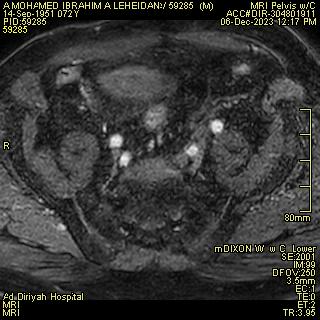 A MOHAMED IBRAHIM A LEHEIDAN:/ 59285 (M)
MRI Pelvis w/C
14-Sep-1951 072Y
ACC#DIR-304801911
PID:59285
06-Dec-2023 12:17 PM
59285
R
80mm
mDIXON W w C Lower
SE:2001
IM:99
DFOV:250
3.5mm
EC:1
Ad Diriyah Hospital
TE:0
MRI
ET:2
MRI
TR:3.95